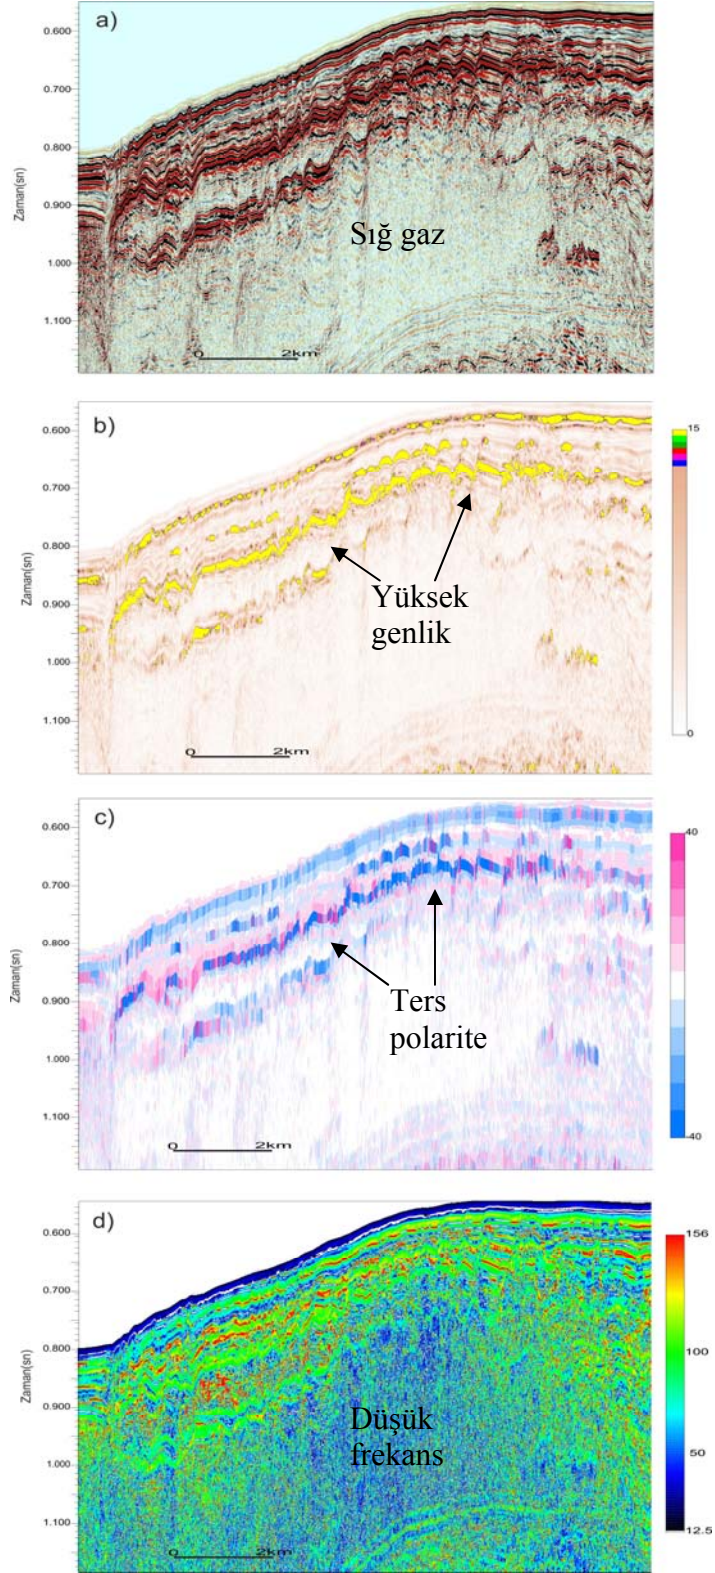 a)
0.600
0.700
0.800
0.900
1.000
1.100
Zaman(sn)
Sığ gaz
0 2km
b)
0.600
0.700
0.800
0.900
1.000
1.100
Zaman(sn)
Yüksek
genlik
0 2km
15
0
c)
0.600
0.700
0.800
0.900
1.000
1.100
Zaman(sn)
Ters
polarite
0 2km
40
-40
d)
0.600
0.700
0.800
0.900
1.000
1.100
Zaman(sn)
Düşük
frekans
0 2km
156
100
50
12.5